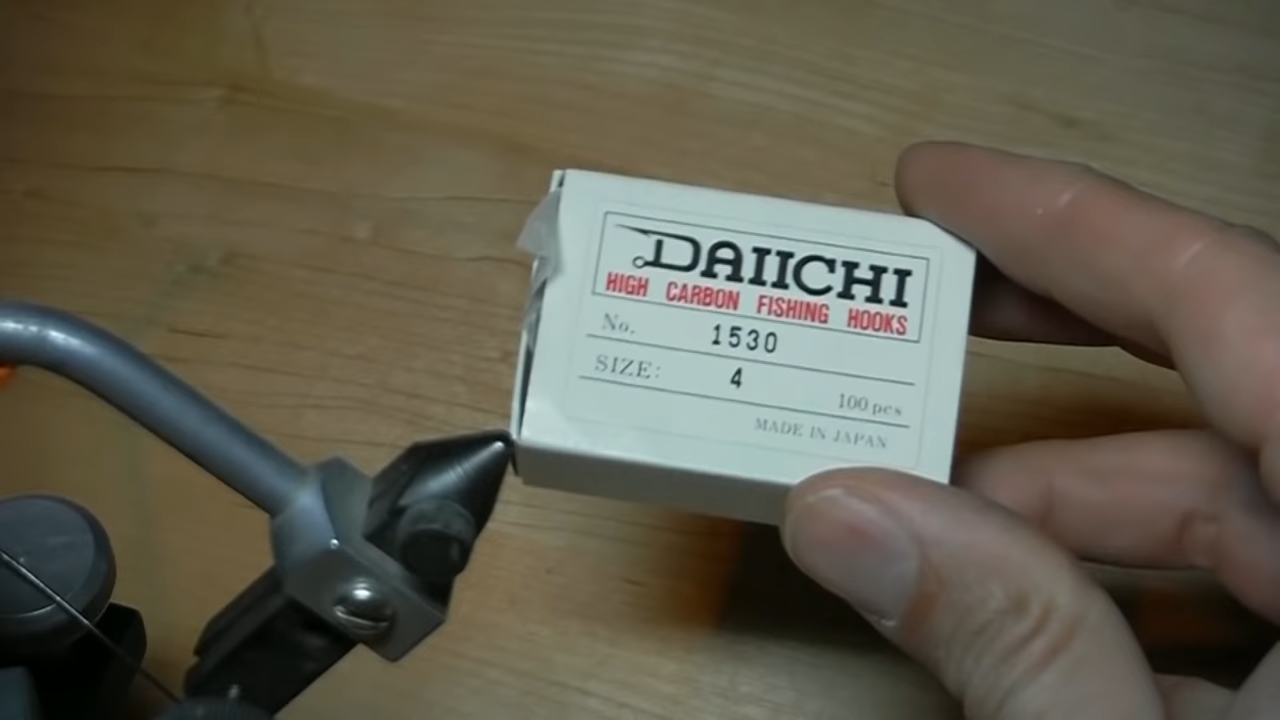 DAIICHI
HIGH CARBON FISHING HOOKS
No. 1530
SIZE: 4
100 pcs
MADE IN JAPAN